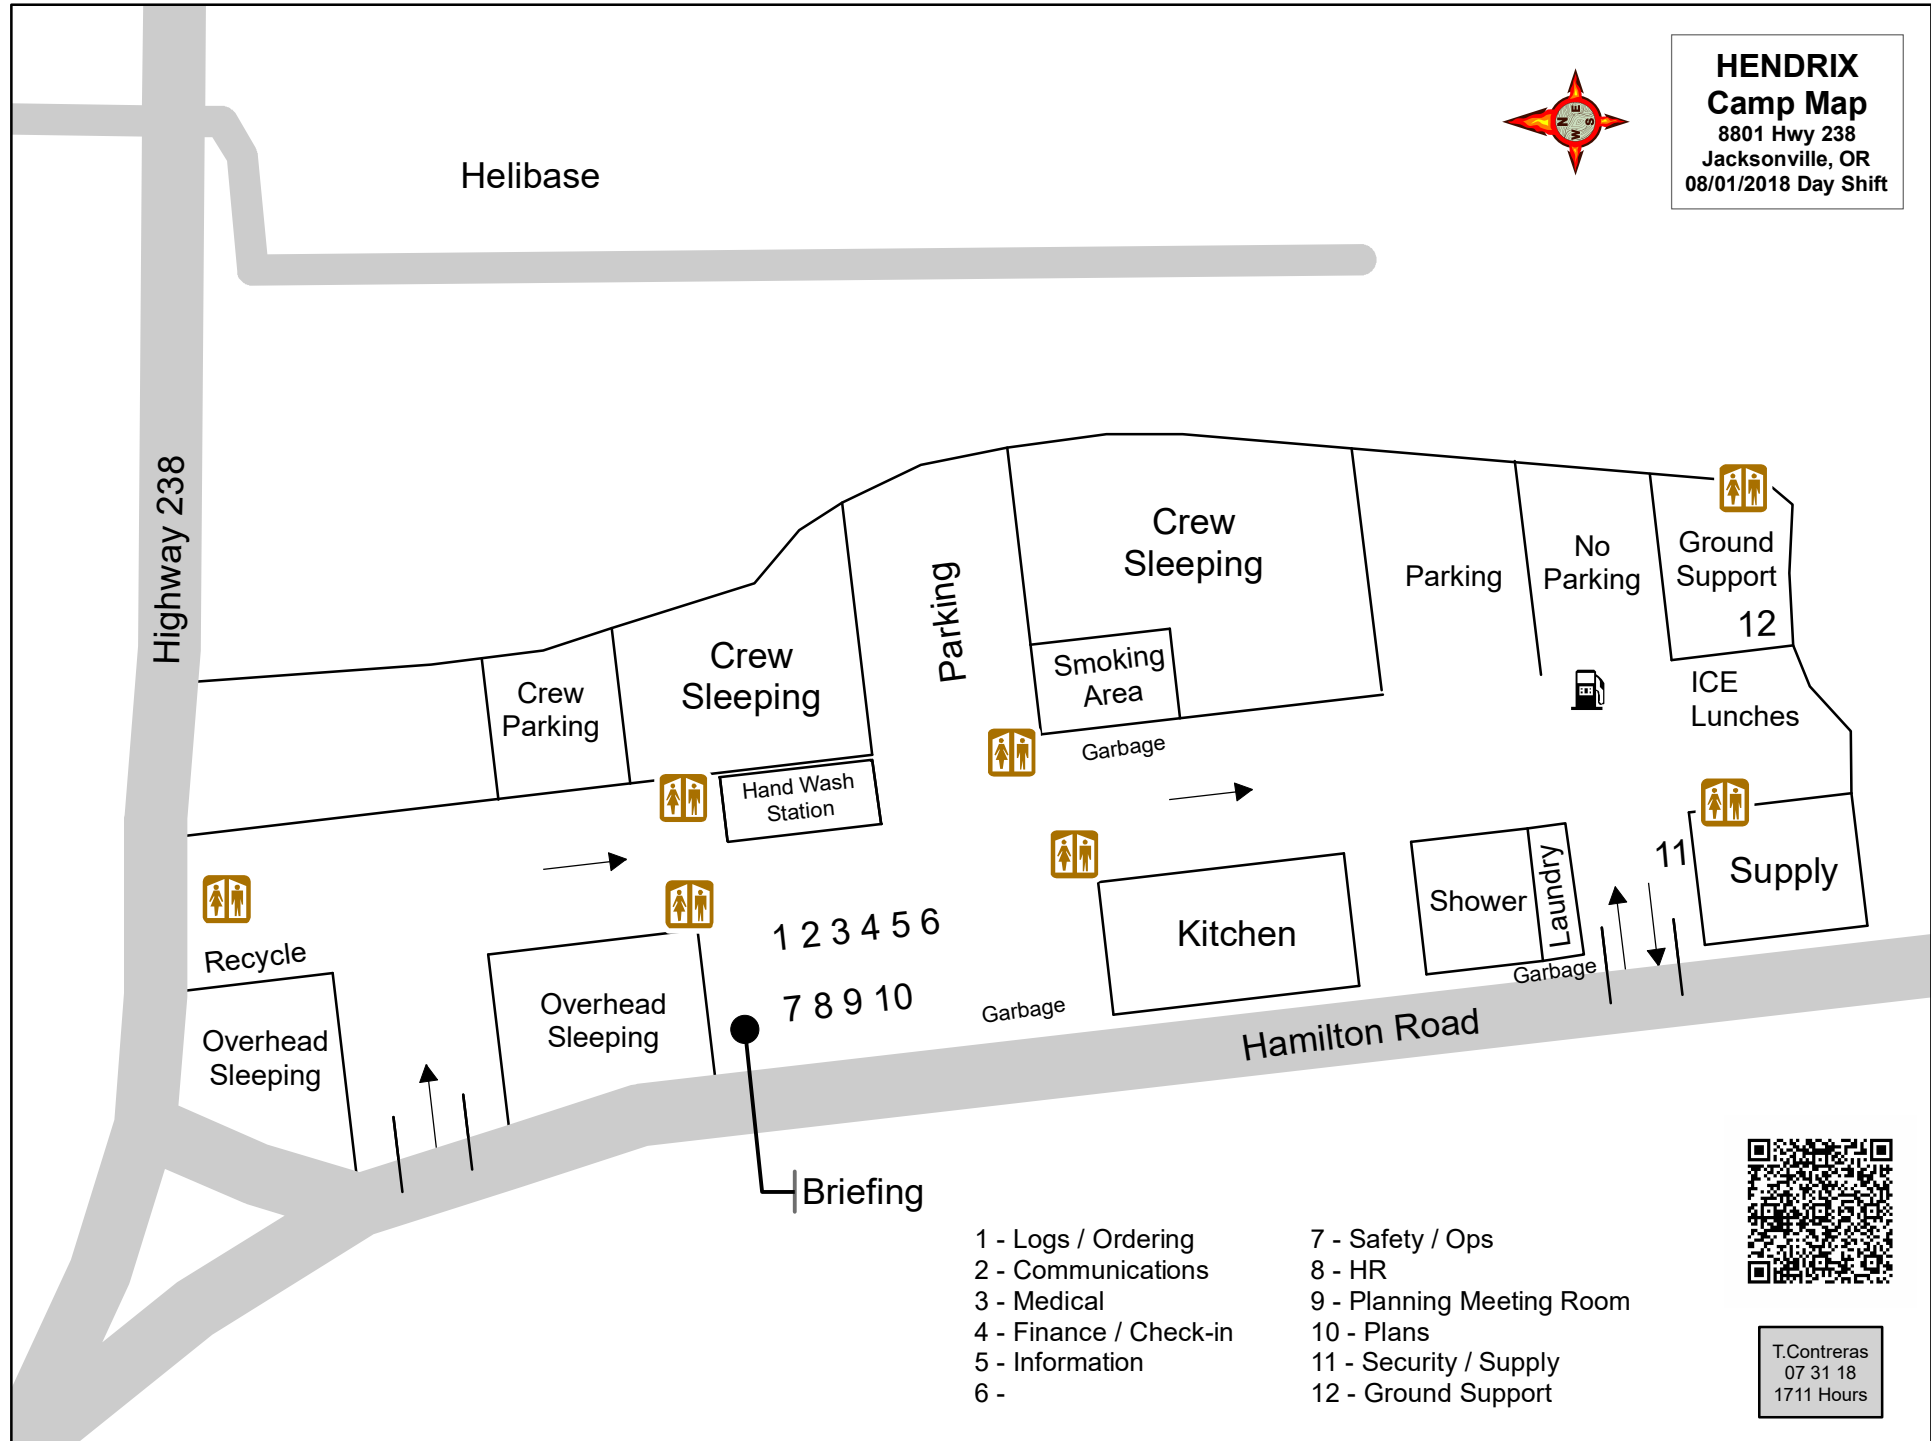 HENDRIX
Camp Map
8801 Hwy 238
Jacksonville, OR
08/01/2018 Day Shift
N
E
S
W
Helibase
Highway 238
Crew
Parking
Crew
Sleeping
Hand Wash
Station
Parking
Crew
Sleeping
Smoking
Area
Garbage
Parking
No
Parking
Ground
Support
12
ICE
Lunches
11
Supply
Recycle
Overhead
Sleeping
Overhead
Sleeping
1 2 3 4 5 6
7 8 9 10
Garbage
Kitchen
Shower
Laundry
Garbage
Hamilton Road
Briefing
1 - Logs / Ordering
2 - Communications
3 - Medical
4 - Finance / Check-in
5 - Information
6 -
7 - Safety / Ops
8 - HR
9 - Planning Meeting Room
10 - Plans
11 - Security / Supply
12 - Ground Support
T.Contreras
07 31 18
1711 Hours